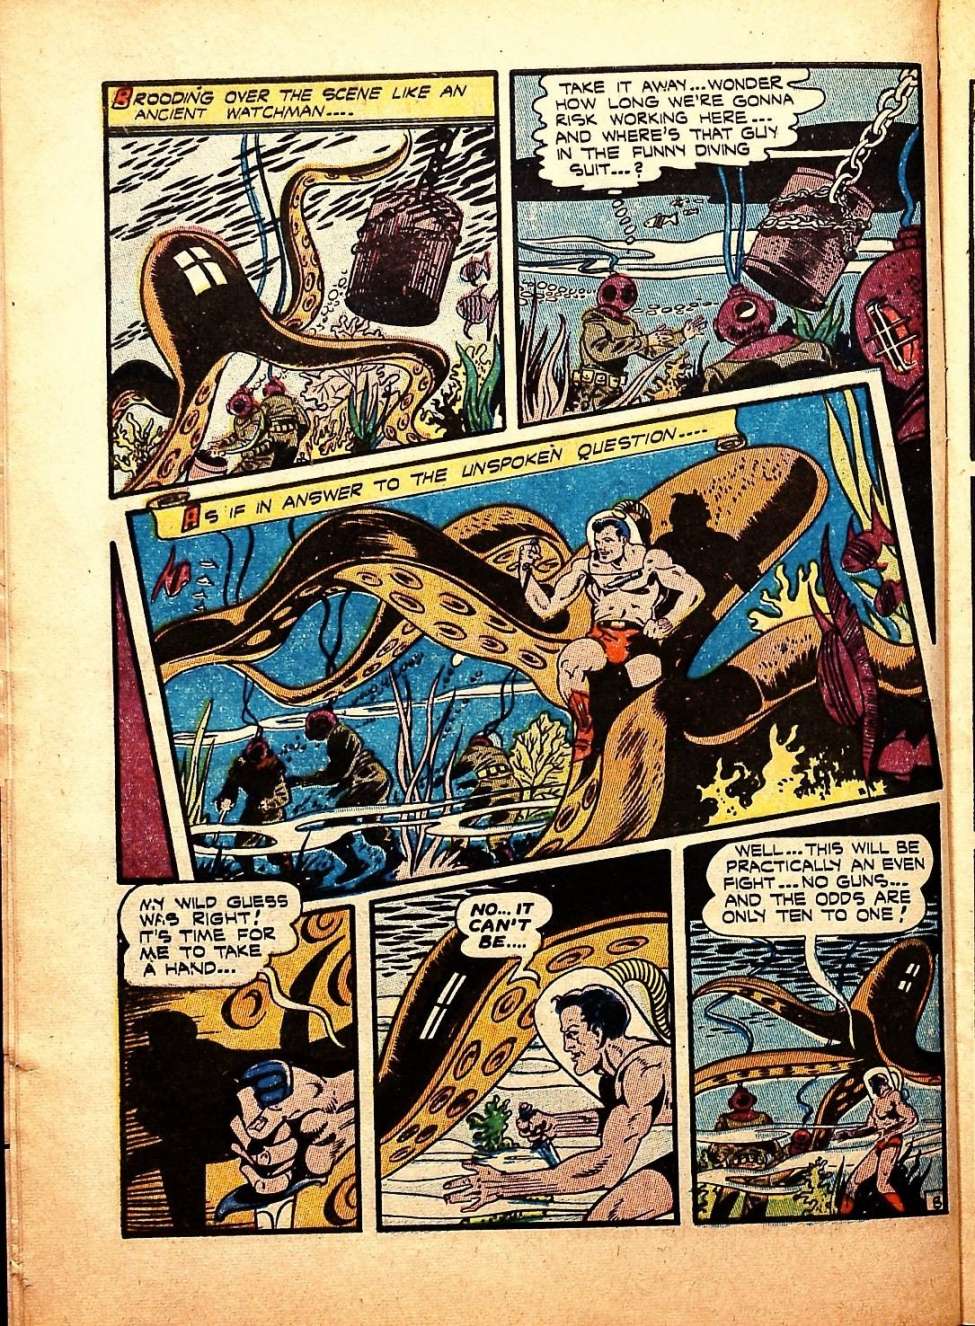 BROODING OVER THE SCENE LIKE AN
ANCIENT WATCHMAN....
TAKE IT AWAY...WONDER
HOW LONG WE'RE GONNA
RISK WORKING HERE...
AND WHERE'S THAT GUY
IN THE FUNNY DIVING
SUIT...?
AS IF IN ANSWER TO THE UNSPOKEN QUESTION....
MY WILD GUESS
WAS RIGHT!
IT'S TIME FOR
ME TO TAKE
A HAND...
NO...IT
CAN'T
BE....
WELL...THIS WILL BE
PRACTICALLY AN EVEN
FIGHT...NO GUNS...
AND THE ODDS ARE
ONLY TEN TO ONE!
8